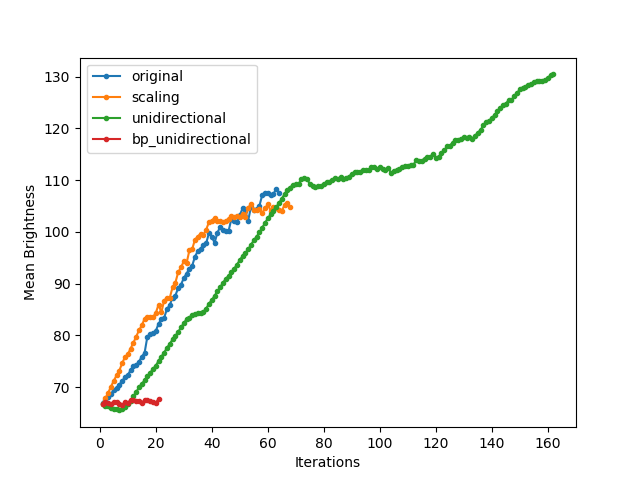 original
scaling
unidirectional
bp_unidirectional
130
120
110
100
90
80
70
Mean Brightness
0 20 40 60 80 100 120 140 160
Iterations